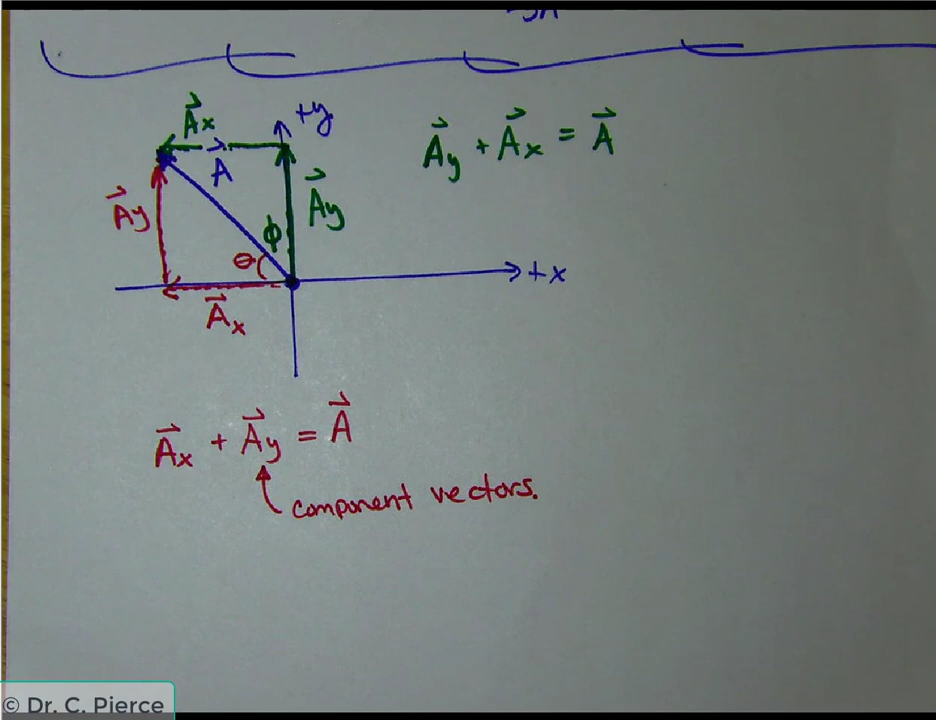 +y
A⃗x
A⃗
A⃗y + A⃗x = A⃗
A⃗y
A⃗y
ϕ
θ
+x
A⃗x
A⃗x + A⃗y = A⃗
component vectors.
© Dr. C. Pierce